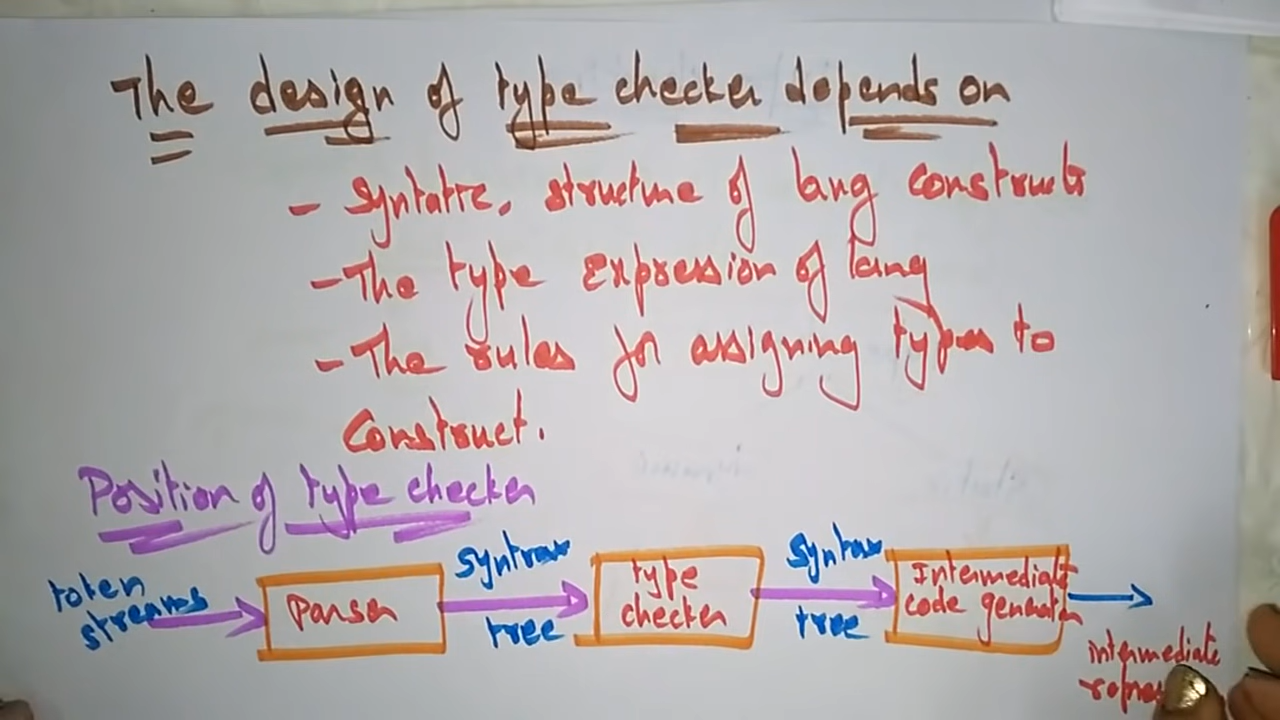 The design of type checker depends on
- Syntatic, structure of lang constructs
- The type expression of lang
- The rules for assigning types to
construct.
Position of type checker
token streams
Parser
syntax tree
type checker
syntax tree
Intermediate code generator
intermediate